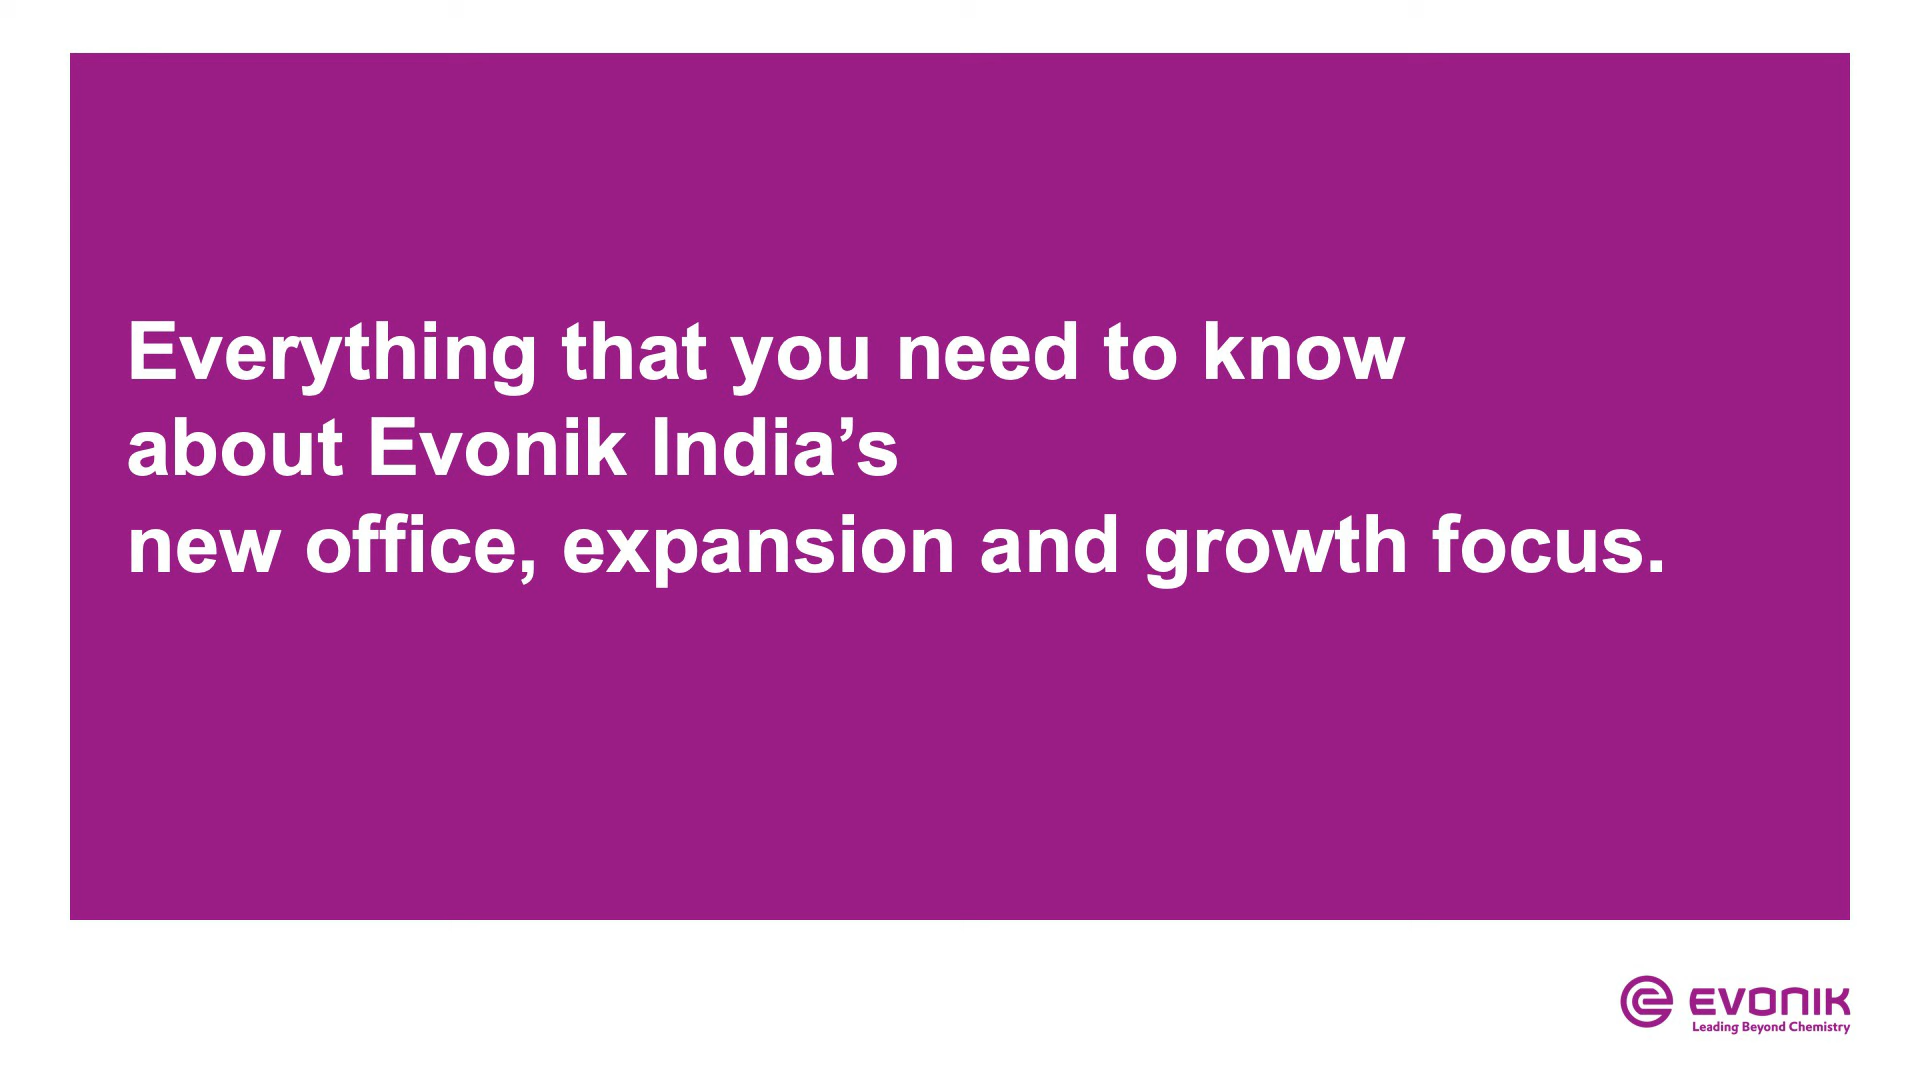 Everything that you need to know
about Evonik India’s
new office, expansion and growth focus.
EVONIK
Leading Beyond Chemistry